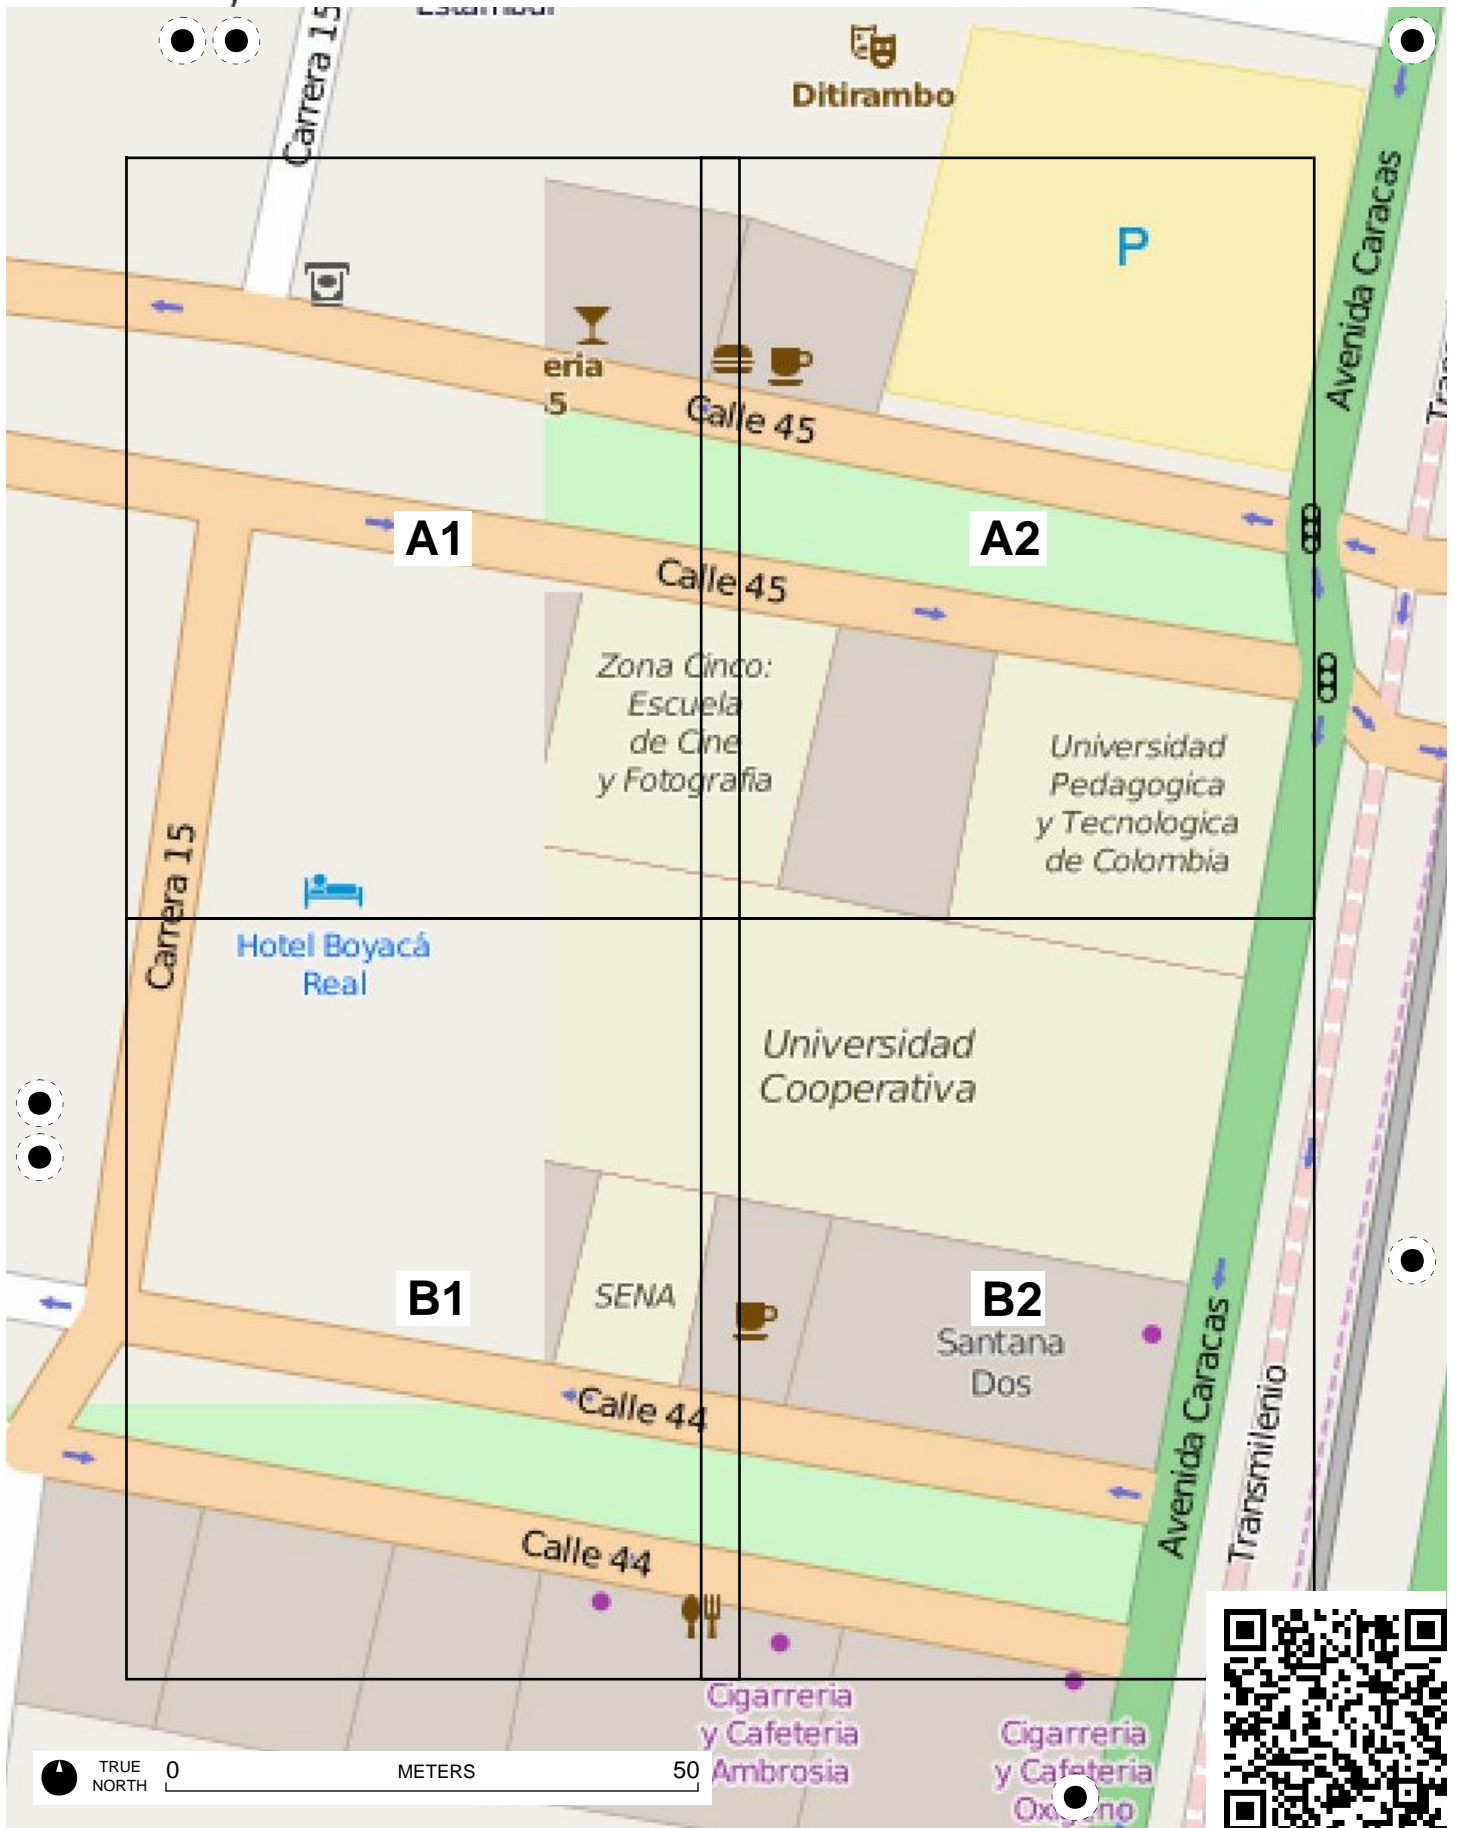 Estambul
Carrera 15
Ditirambo
Avenida Caracas
P
eria
45
Calle 45
A1
A2
Calle 45
Zona Cinco:
Escuela
de Cine
y Fotografia
Universidad
Pedagogica
y Tecnologica
de Colombia
Carrera 15
Hotel Boyacá
Real
Universidad
Cooperativa
B1
SENA
B2
Santana
Dos
Calle 44
Avenida Caracas
Transmilenio
Calle 44
Cigarreria
y Cafeteria
Ambrosia
Cigarreria
y Cafeteria
TRUE
NORTH
0
METERS
50